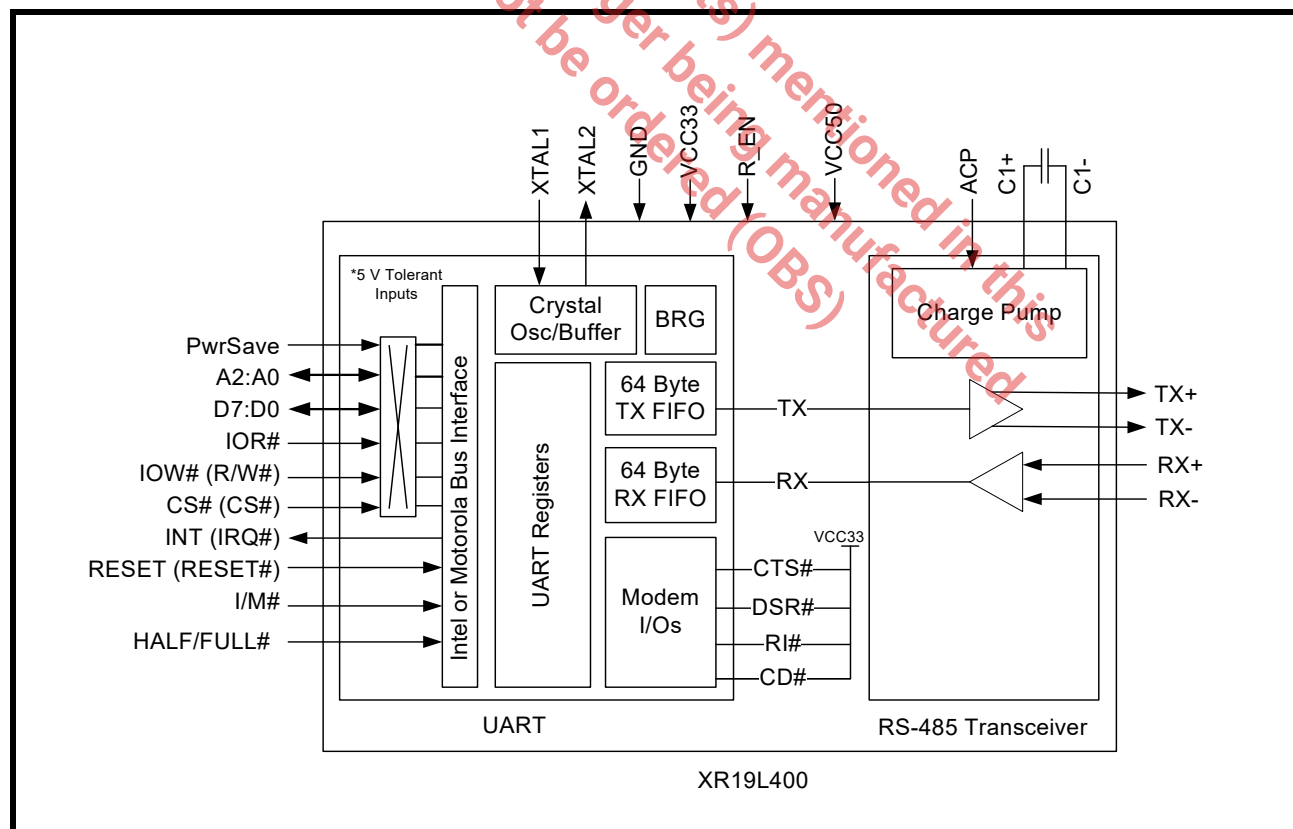 ts) mentioned in this
ger being manufactured
ot be ordered (OBS)
XTAL1
XTAL2
GND
VCC33
R_EN
VCC50
ACP
C1+
C1-
*5 V Tolerant
Inputs
Crystal
Osc/Buffer
BRG
Charge Pump
PwrSave
A2:A0
D7:D0
IOR#
IOW# (R/W#)
CS# (CS#)
INT (IRQ#)
RESET (RESET#)
I/M#
HALF/FULL#
Intel or Motorola Bus Interface
UART Registers
64 Byte
TX FIFO
TX
TX+
TX-
64 Byte
RX FIFO
RX
RX+
RX-
Modem
I/Os
VCC33
CTS#
DSR#
RI#
CD#
UART
RS-485 Transceiver
XR19L400